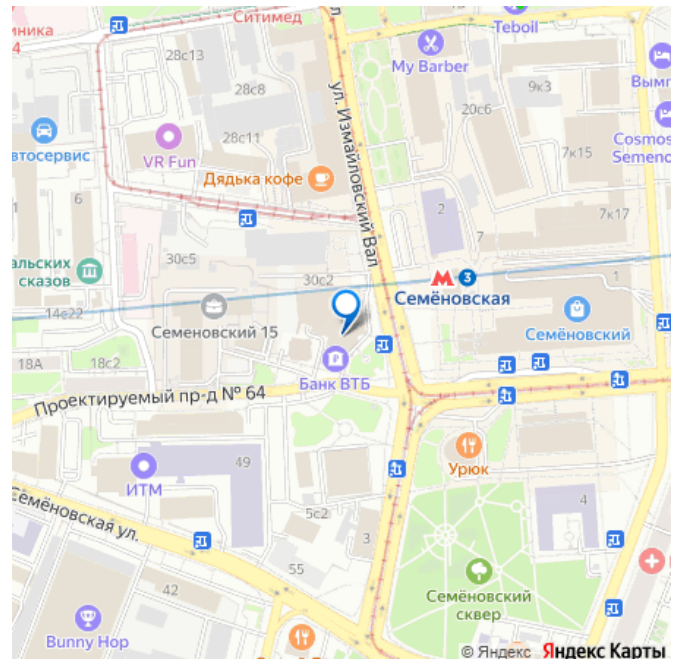 Ситимед
иника
4
28с13
28с8
My Barber
Teboil
9к3
Вымп
20с6
Cosmos
Semeno
7к15
ул. Измайловский Вал
28с11
втосервис
VR Fun
Дядька кофе
6
2
7к17
30с5
альских
сказов
30с2
М 3
Семёновская
1
14с22
Семеновский 15
Семёновский
18А
18с2
Банк ВТБ
Проектируемый пр-д № 64
Урюк
49
ИТМ
4
5с2
Семёновская ул.
3
55
42
Семёновский
сквер
Bunny Hop
© Яндекс Яндекс Карты